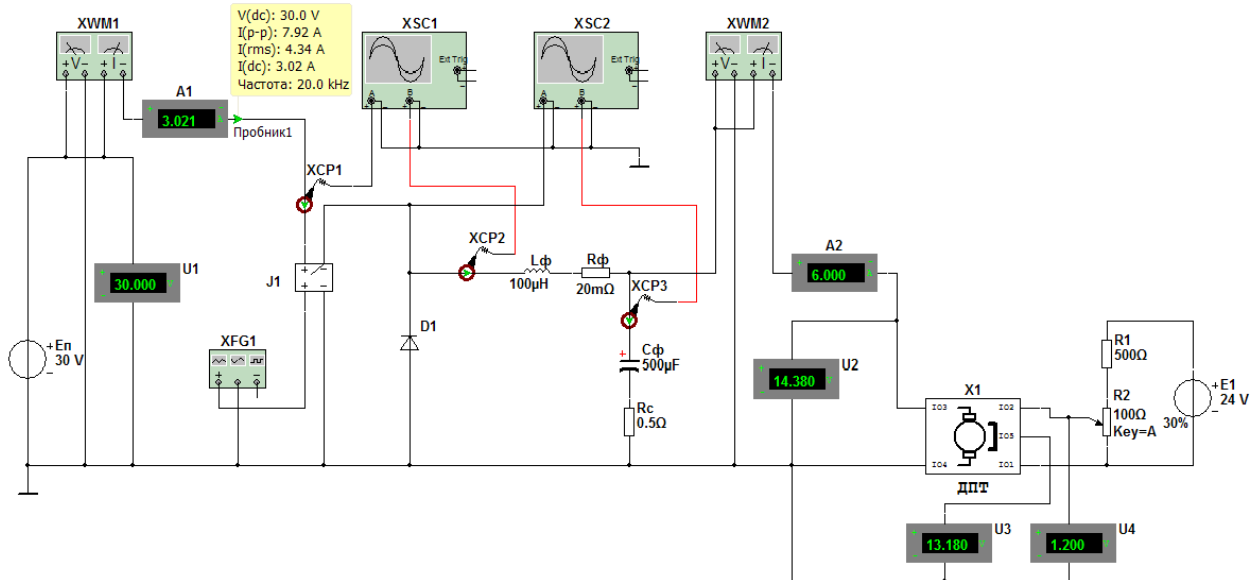 XWM1
V(dc): 30.0 V
I(p-p): 7.92 A
I(rms): 4.34 A
I(dc): 3.02 A
Частота: 20.0 kHz
XSC1
XSC2
XWM2
+V- +I-
Ext Trig
A B
Ext Trig
A B
+V- +I-
A1
3.021 A
Пробник1
XCP1
XCP2
XCP3
A2
6.000 A
U1
30.000 V
J1
Lф
100µH
Rф
20mΩ
D1
XFG1
Eп
30 V
Cф
500µF
Rc
0.5Ω
U2
14.380 V
R1
500Ω
R2
100Ω
Key=A
30%
E1
24 V
X1
IO3 IO2
IO5
IO4 IO1
ДПТ
U3
13.180 V
U4
1.200 V